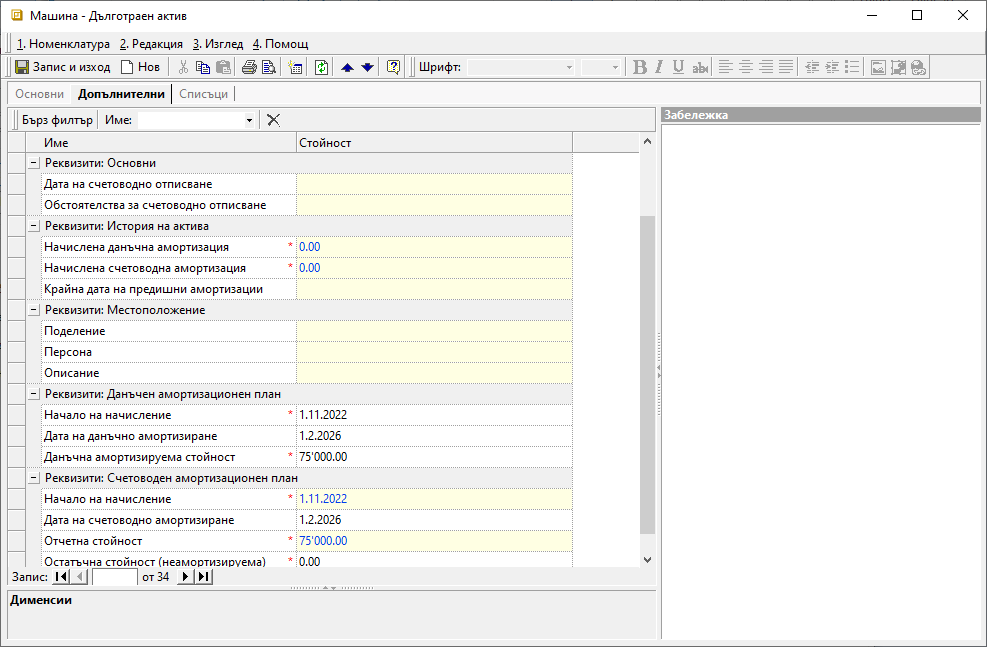 Машина - Дълготраен актив
1. Номенклатура 2. Редакция 3. Изглед 4. Помощ
Запис и изход Нов Шрифт: B I U abc
Основни Допълнителни Списъци
Бърз филтър Име:
Забележка
Име Стойност
Реквизити: Основни
Дата на счетоводно отписване
Обстоятелства за счетоводно отписване
Реквизити: История на актива
Начислена данъчна амортизация * 0.00
Начислена счетоводна амортизация * 0.00
Крайна дата на предишни амортизации
Реквизити: Местоположение
Поделение
Персона
Описание
Реквизити: Данъчен амортизационен план
Начало на начисление * 1.11.2022
Дата на данъчно амортизиране 1.2.2026
Данъчна амортизируема стойност * 75'000.00
Реквизити: Счетоводен амортизационен план
Начало на начисление * 1.11.2022
Дата на счетоводно амортизиране 1.2.2026
Отчетна стойност * 75'000.00
Остатъчна стойност (неамортизируема) * 0.00
Запис: от 34
Дименсии